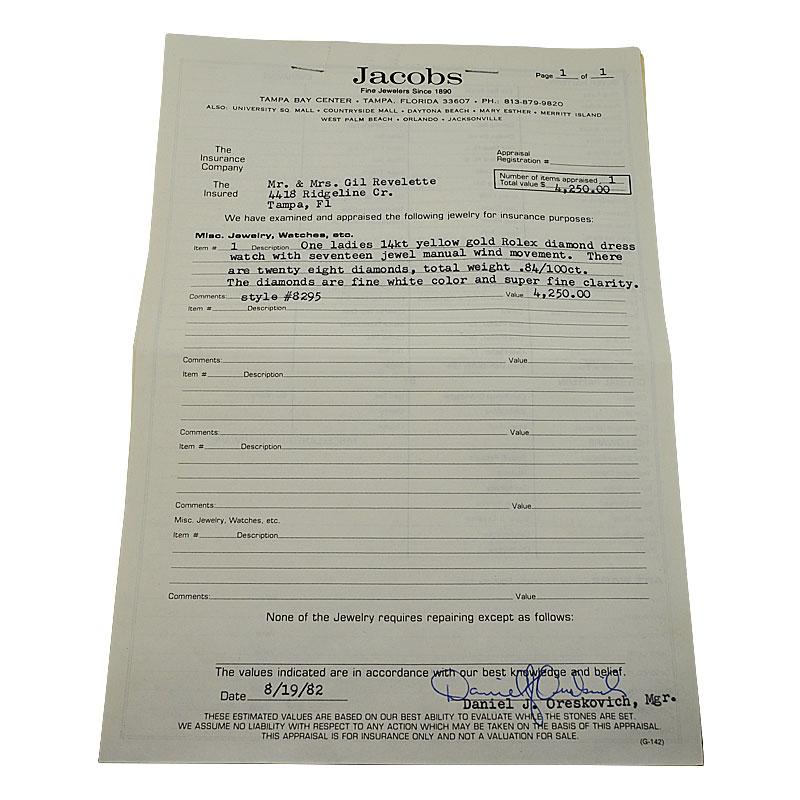 Jacobs
Page 1 of 1
Fine Jewelers Since 1890
TAMPA BAY CENTER • TAMPA, FLORIDA 33607 • PH.: 813-879-9820
ALSO: UNIVERSITY SQ. MALL • COUNTRYSIDE MALL • DAYTONA BEACH • MARY ESTHER • MERRITT ISLAND
WEST PALM BEACH • ORLANDO • JACKSONVILLE
The
Insurance
Company
Appraisal
Registration #
Number of items appraised 1
Total value $ 4,250.00
The
Insured
Mr. & Mrs. Gil Revelette
4418 Ridgeline Cr.
Tampa, Fl
We have examined and appraised the following jewelry for insurance purposes:
Misc. Jewelry, Watches, etc.
Item # 1 Description One ladies 14kt yellow gold Rolex diamond dress
watch with seventeen jewel manual wind movement. There
are twenty eight diamonds, total weight .84/100ct.
The diamonds are fine white color and super fine clarity.
Comments: style #8295 Value 4,250.00
Item # Description
Comments: Value
Item # Description
Comments: Value
Item # Description
Comments: Value
Misc. Jewelry, Watches, etc.
Item # Description
Comments: Value
None of the Jewelry requires repairing except as follows:
The values indicated are in accordance with our best knowledge and belief.
Date 8/19/82
Daniel J. Oreskovich
Daniel J. Oreskovich, Mgr.
THESE ESTIMATED VALUES ARE BASED ON OUR BEST ABILITY TO EVALUATE WHILE THE STONES ARE SET.
WE ASSUME NO LIABILITY WITH RESPECT TO ANY ACTION WHICH MAY BE TAKEN ON THE BASIS OF THIS APPRAISAL.
THIS APPRAISAL IS FOR INSURANCE ONLY AND NOT A VALUATION FOR SALE.
(G-142)